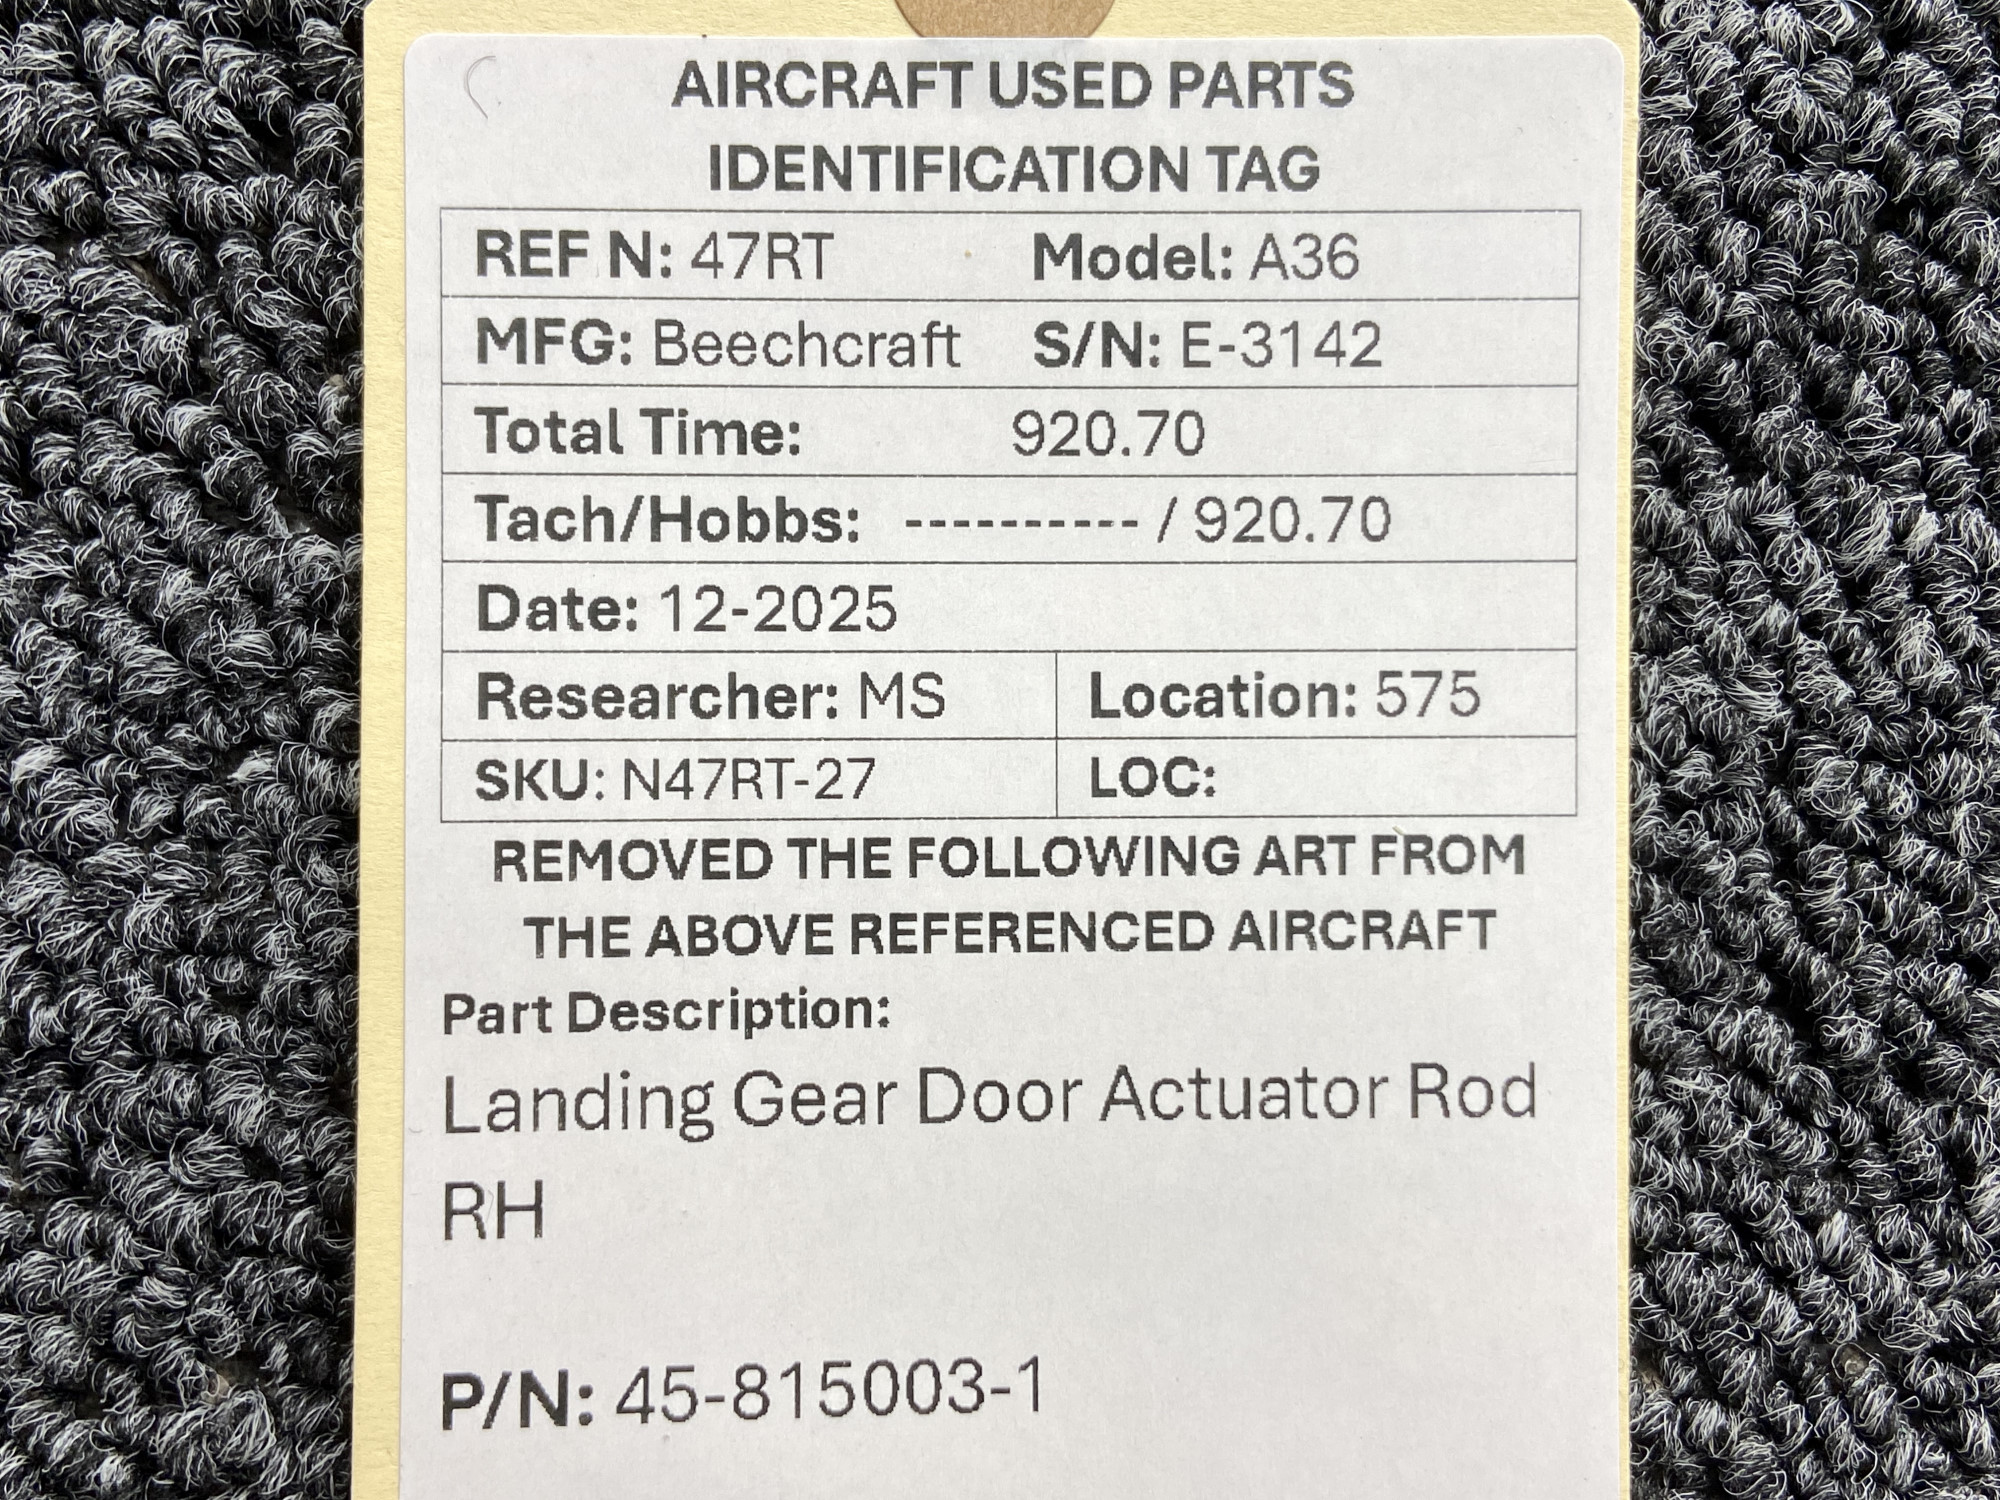 AIRCRAFT USED PARTS
IDENTIFICATION TAG
REF N: 47RT Model: A36
MFG: Beechcraft S/N: E-3142
Total Time: 920.70
Tach/Hobbs: ---------- / 920.70
Date: 12-2025
Researcher: MS Location: 575
SKU: N47RT-27 LOC:
REMOVED THE FOLLOWING ART FROM
THE ABOVE REFERENCED AIRCRAFT
Part Description:
Landing Gear Door Actuator Rod
RH
P/N: 45-815003-1